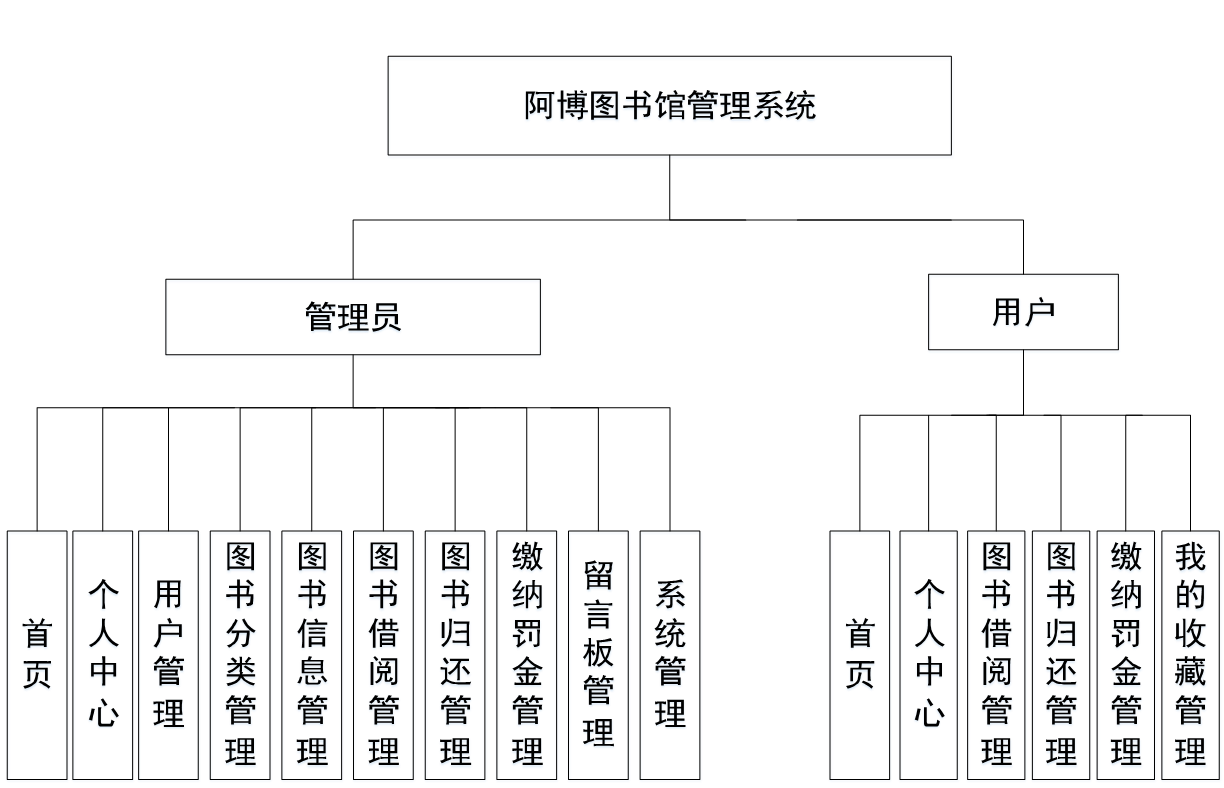 阿博图书馆管理系统
管理员
用户
首页
个人中心
用户管理
图书分类管理
图书信息管理
图书借阅管理
图书归还管理
缴纳罚金管理
留言板管理
系统管理
首页
个人中心
图书借阅管理
图书归还管理
缴纳罚金管理
我的收藏管理